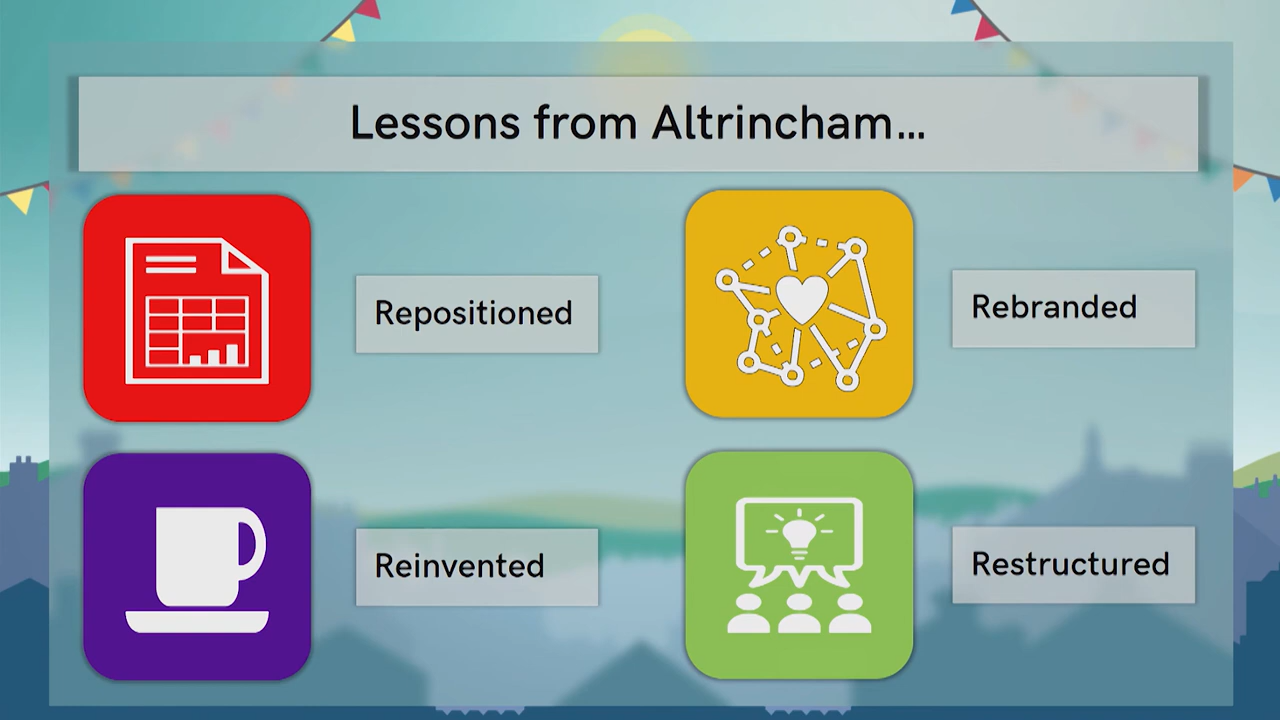 Lessons from Altrincham...
Repositioned
Rebranded
Reinvented
Restructured